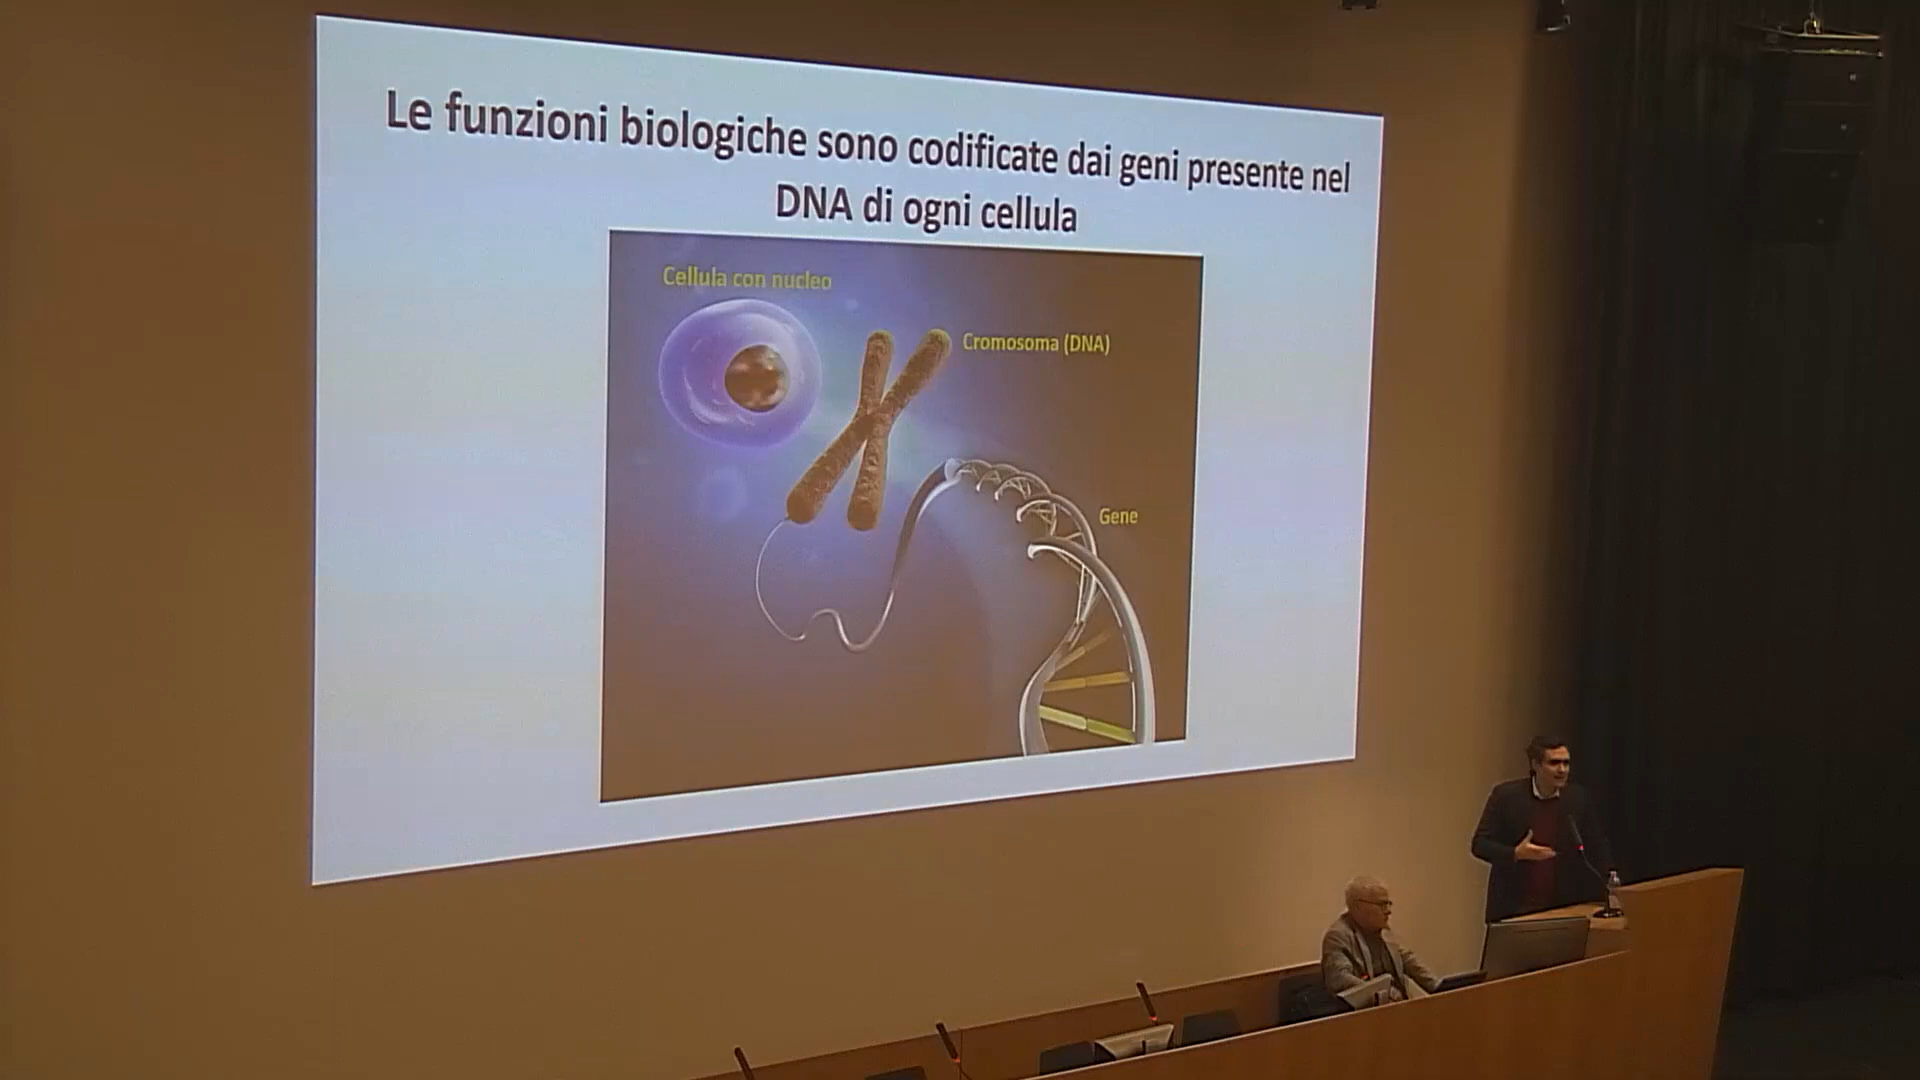 Le funzioni biologiche sono codificate dai geni presente nel
DNA di ogni cellula
Cellula con nucleo
Cromosoma (DNA)
Gene